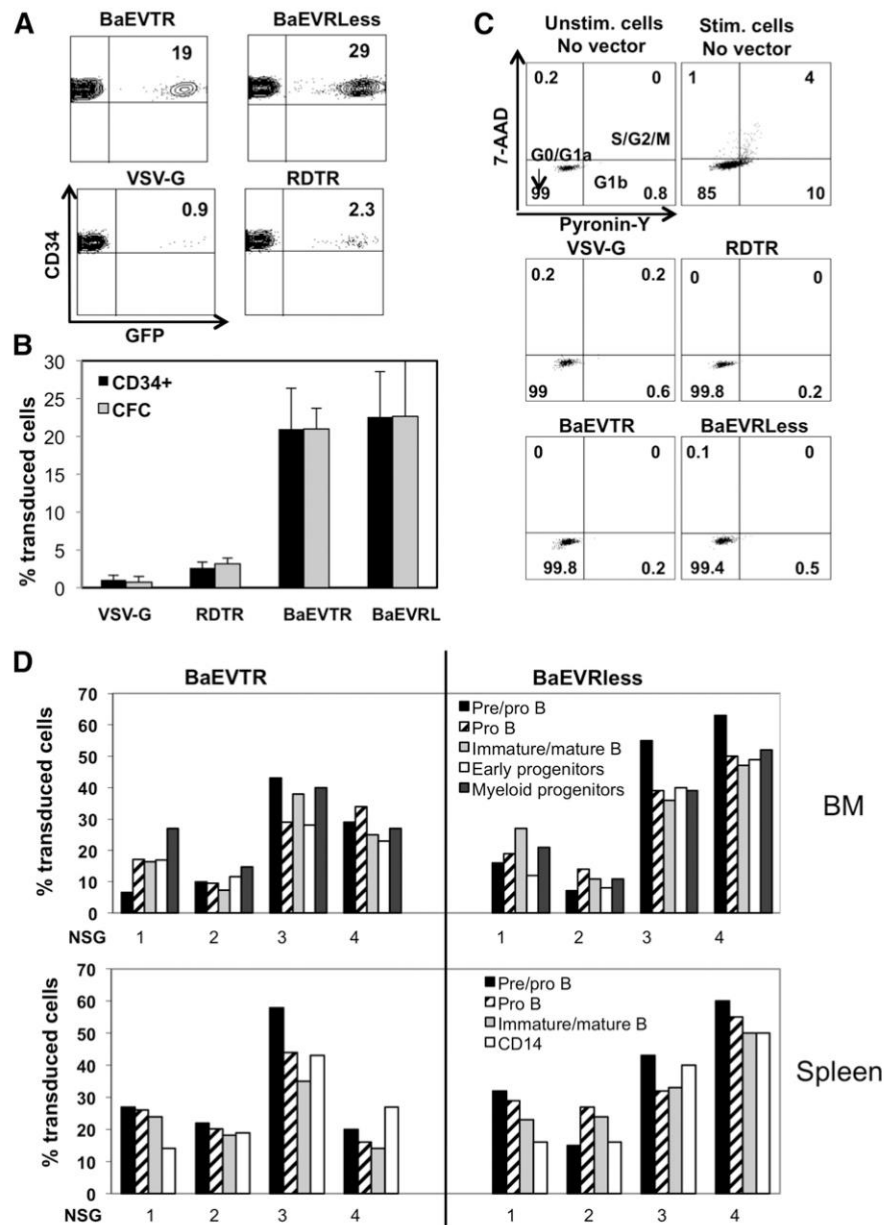 A
BaEVTR BaEVRLess
19 29
VSV-G RDTR
0.9 2.3
CD34
GFP
B
30
25
20
15
10
5
0
% transduced cells
CD34+
CFC
VSV-G RDTR BaEVTR BaEVRL
C
Unstim. cells Stim. cells
No vector No vector
0.2 0 1 4
7-AAD
S/G2/M
G0/G1a
G1b
99 0.8 85 10
Pyronin-Y
VSV-G RDTR
0.2 0.2 0 0
99 0.6 99.8 0.2
BaEVTR BaEVRLess
0 0 0.1 0
99.8 0.2 99.4 0.5
D
BaEVTR BaEVRless
70
60
50
40
30
20
10
0
% transduced cells
Pre/pro B
Pro B
Immature/mature B
Early progenitors
Myeloid progenitors
BM
NSG 1 2 3 4 1 2 3 4
70
60
50
40
30
20
10
0
% transduced cells
Pre/pro B
Pro B
Immature/mature B
CD14
Spleen
NSG 1 2 3 4 1 2 3 4